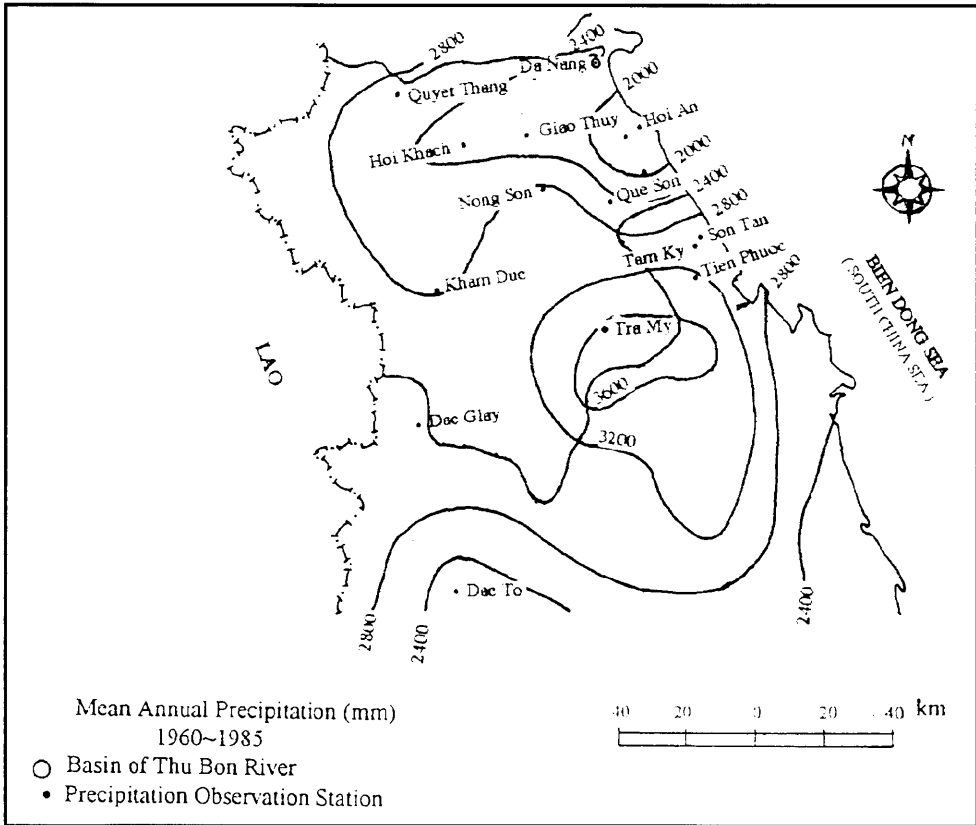 2800
2400
Da Nang
Quyet Thang
2000
Giao Thuy
Hoi An
Hoi Khach
2000
N
Nong Son
Que Son
2400
2800
Son Tan
Tam Ky
Tien Phuoc
Kham Duc
2800
BIEN DONG SEA
(SOUTH CHINA SEA)
Tra My
LAO
3600
Dac Glay
3200
Dac To
2800
2400
2400
Mean Annual Precipitation (mm)
1960~1985
Basin of Thu Bon River
Precipitation Observation Station
40 20 0 20 40 km